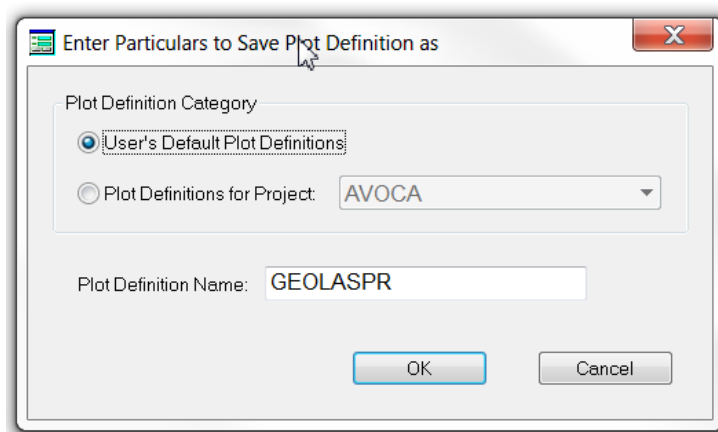 Enter Particulars to Save Plot Definition as
Plot Definition Category
User's Default Plot Definitions
Plot Definitions for Project: AVOCA
Plot Definition Name: GEOLASPR
OK Cancel